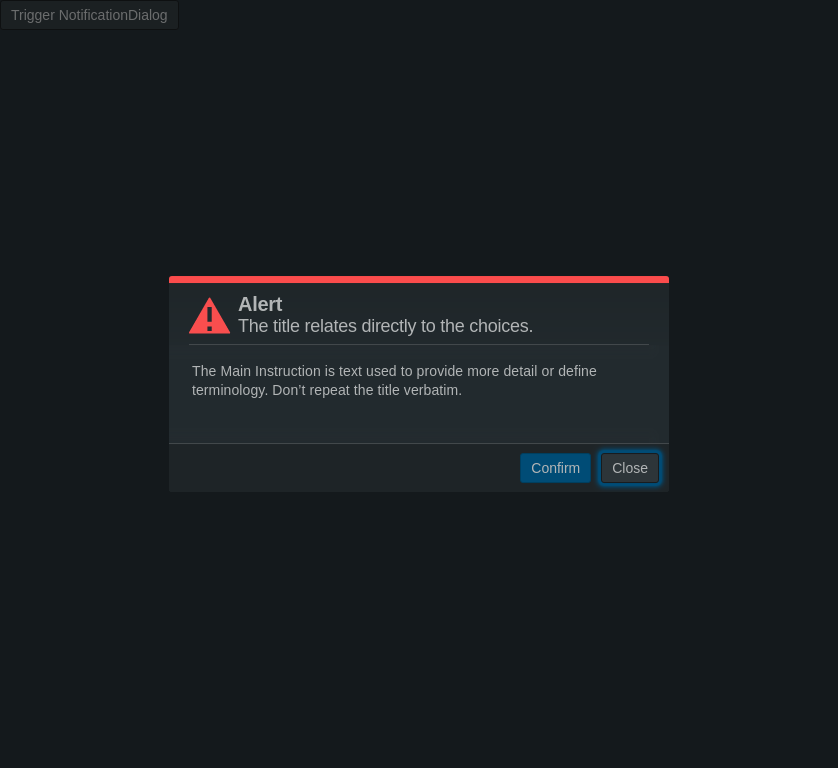 Trigger NotificationDialog
Alert
The title relates directly to the choices.
The Main Instruction is text used to provide more detail or define
terminology. Don’t repeat the title verbatim.
Confirm
Close